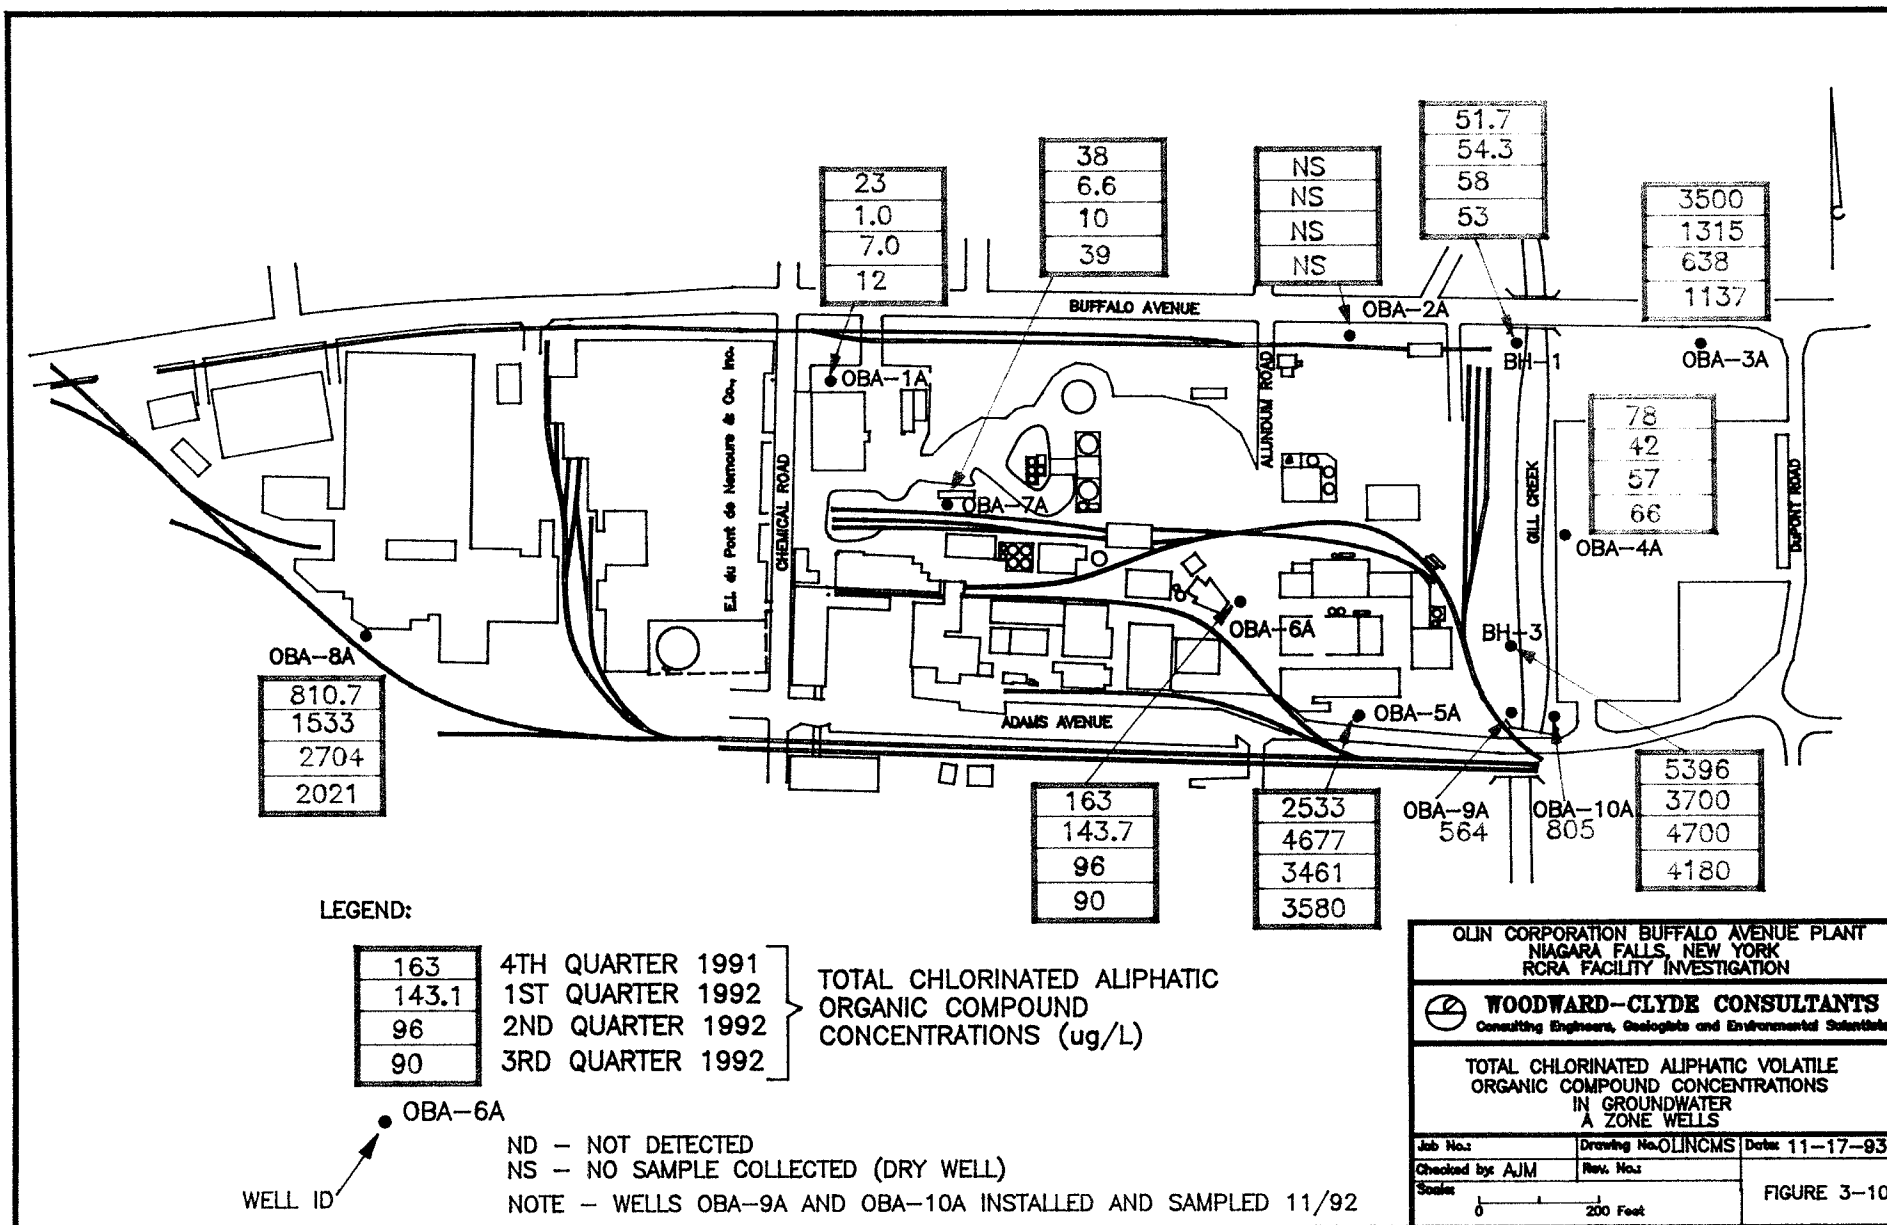 51.7
54.3
58
53
38
6.6
10
39
NS
NS
NS
NS
23
1.0
7.0
12
3500
1315
638
1137
BUFFALO AVENUE
OBA-2A
BH-1
OBA-3A
OBA-1A
E.I. du Pont de Nemours & Co., Inc.
CHEMICAL ROAD
ALUNDUM ROAD
GILL CREEK
DuPONT ROAD
78
42
57
66
OBA-7A
OBA-4A
OBA-6A
BH-3
OBA-8A
810.7
1533
2704
2021
ADAMS AVENUE
OBA-5A
163
143.7
96
90
2533
4677
3461
3580
OBA-9A
564
OBA-10A
805
5396
3700
4700
4180
LEGEND:
163
143.1
96
90
4TH QUARTER 1991
1ST QUARTER 1992
2ND QUARTER 1992
3RD QUARTER 1992
TOTAL CHLORINATED ALIPHATIC
ORGANIC COMPOUND
CONCENTRATIONS (ug/L)
OBA-6A
WELL ID
ND - NOT DETECTED
NS - NO SAMPLE COLLECTED (DRY WELL)
NOTE - WELLS OBA-9A AND OBA-10A INSTALLED AND SAMPLED 11/92
OLIN CORPORATION BUFFALO AVENUE PLANT
NIAGARA FALLS, NEW YORK
RCRA FACILITY INVESTIGATION
WOODWARD-CLYDE CONSULTANTS
Consulting Engineers, Geologists and Environmental Scientists
TOTAL CHLORINATED ALIPHATIC VOLATILE
ORGANIC COMPOUND CONCENTRATIONS
IN GROUNDWATER
A ZONE WELLS
Job No.:
Drawing No.:OLINCMS
Date: 11-17-93
Checked by: AJM
Rev. No.:
Scale:
0 200 Feet
FIGURE 3-10